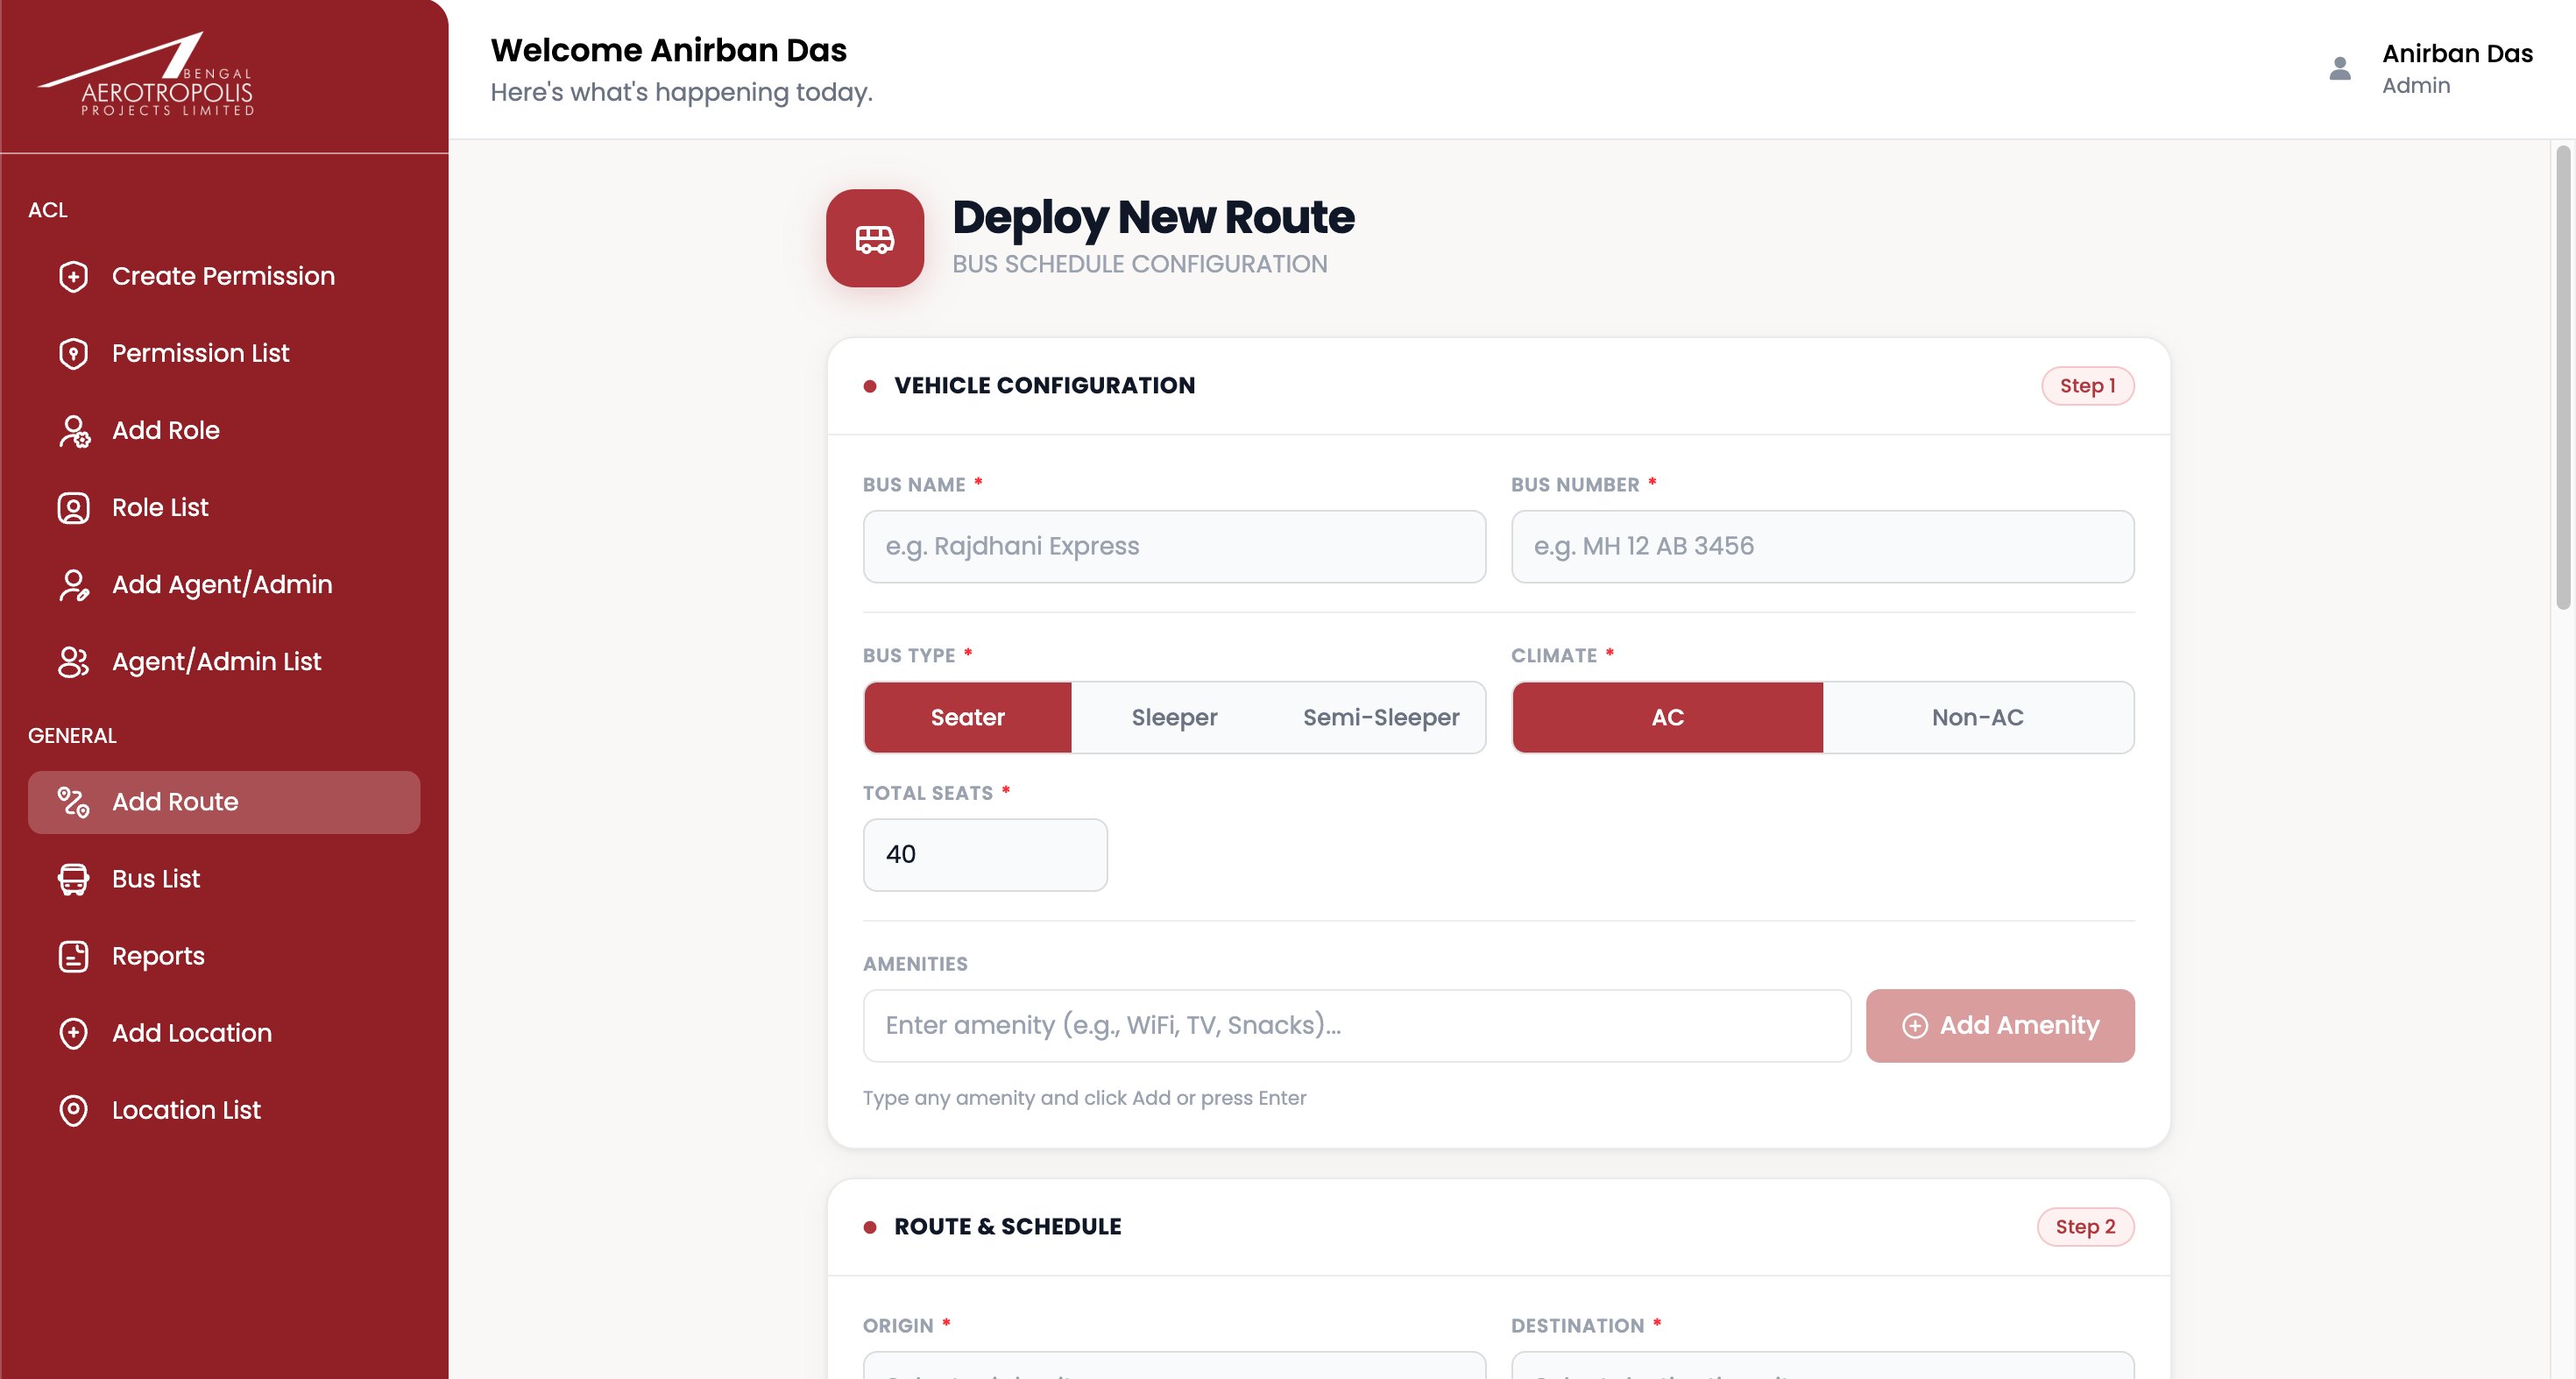 BENGAL
AEROTROPOLIS
PROJECTS LIMITED
ACL
Create Permission
Permission List
Add Role
Role List
Add Agent/Admin
Agent/Admin List
GENERAL
Add Route
Bus List
Reports
Add Location
Location List
Welcome Anirban Das
Here's what's happening today.
Anirban Das
Admin
Deploy New Route
BUS SCHEDULE CONFIGURATION
VEHICLE CONFIGURATION
Step 1
BUS NAME *
BUS NUMBER *
e.g. Rajdhani Express
e.g. MH 12 AB 3456
BUS TYPE *
CLIMATE *
Seater
Sleeper
Semi-Sleeper
AC
Non-AC
TOTAL SEATS *
40
AMENITIES
Enter amenity (e.g., WiFi, TV, Snacks)...
Add Amenity
Type any amenity and click Add or press Enter
ROUTE & SCHEDULE
Step 2
ORIGIN *
DESTINATION *